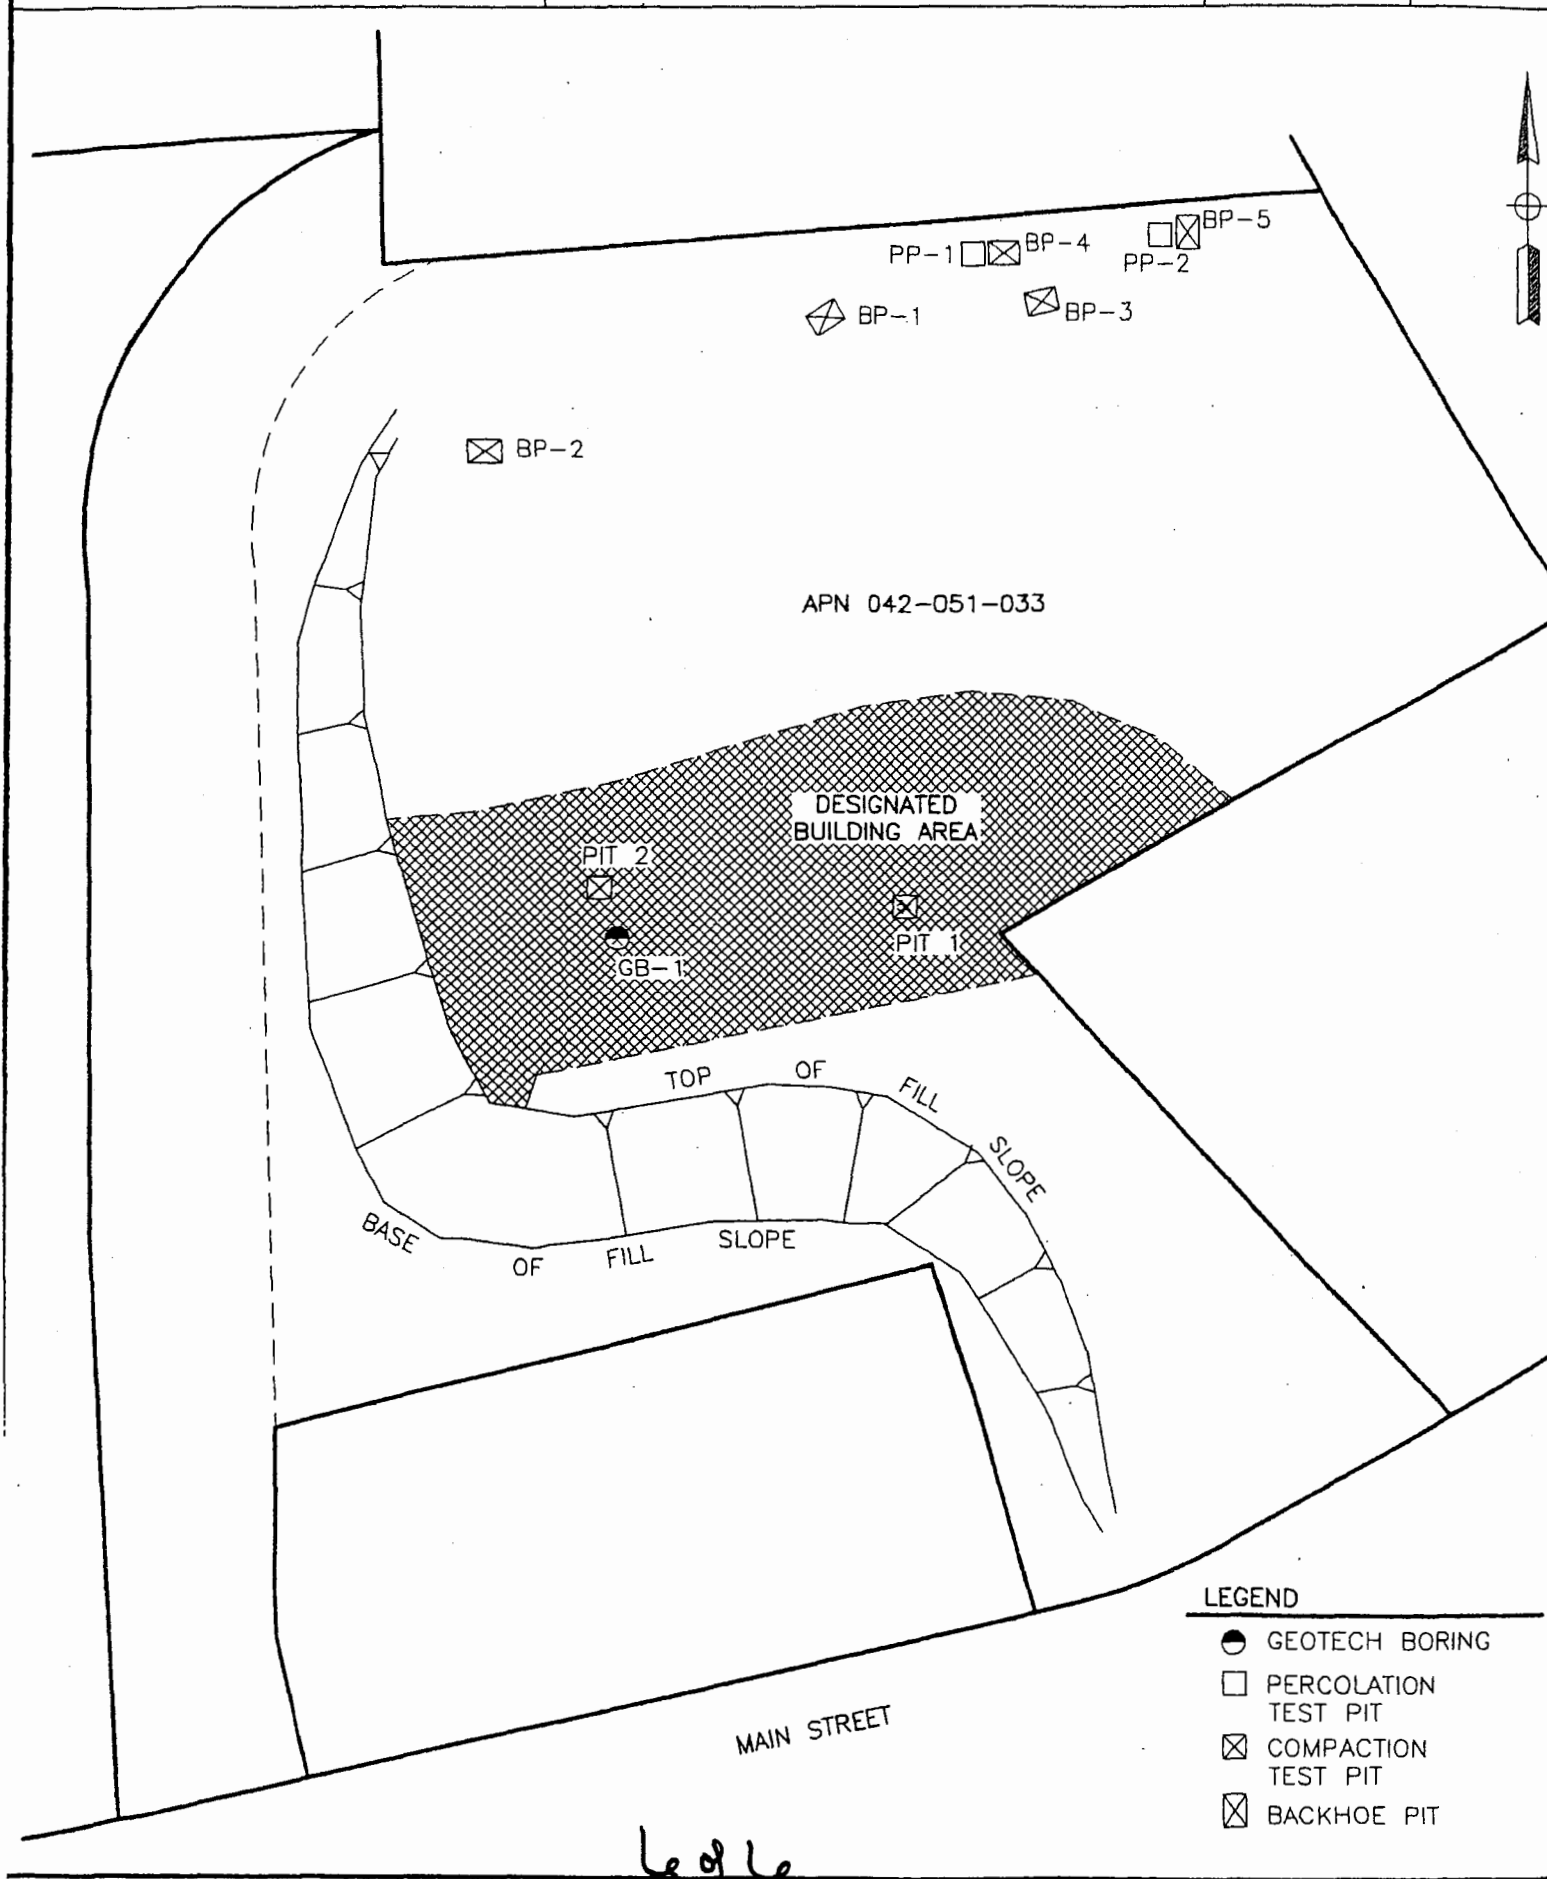 BP-5
PP-1
BP-4
PP-2
BP-1
BP-3
BP-2
APN 042-051-033
DESIGNATED
BUILDING AREA
PIT 2
PIT 1
GB-1
TOP OF FILL SLOPE
BASE OF FILL SLOPE
MAIN STREET
LEGEND
GEOTECH BORING
PERCOLATION
TEST PIT
COMPACTION
TEST PIT
BACKHOE PIT
6 of 6